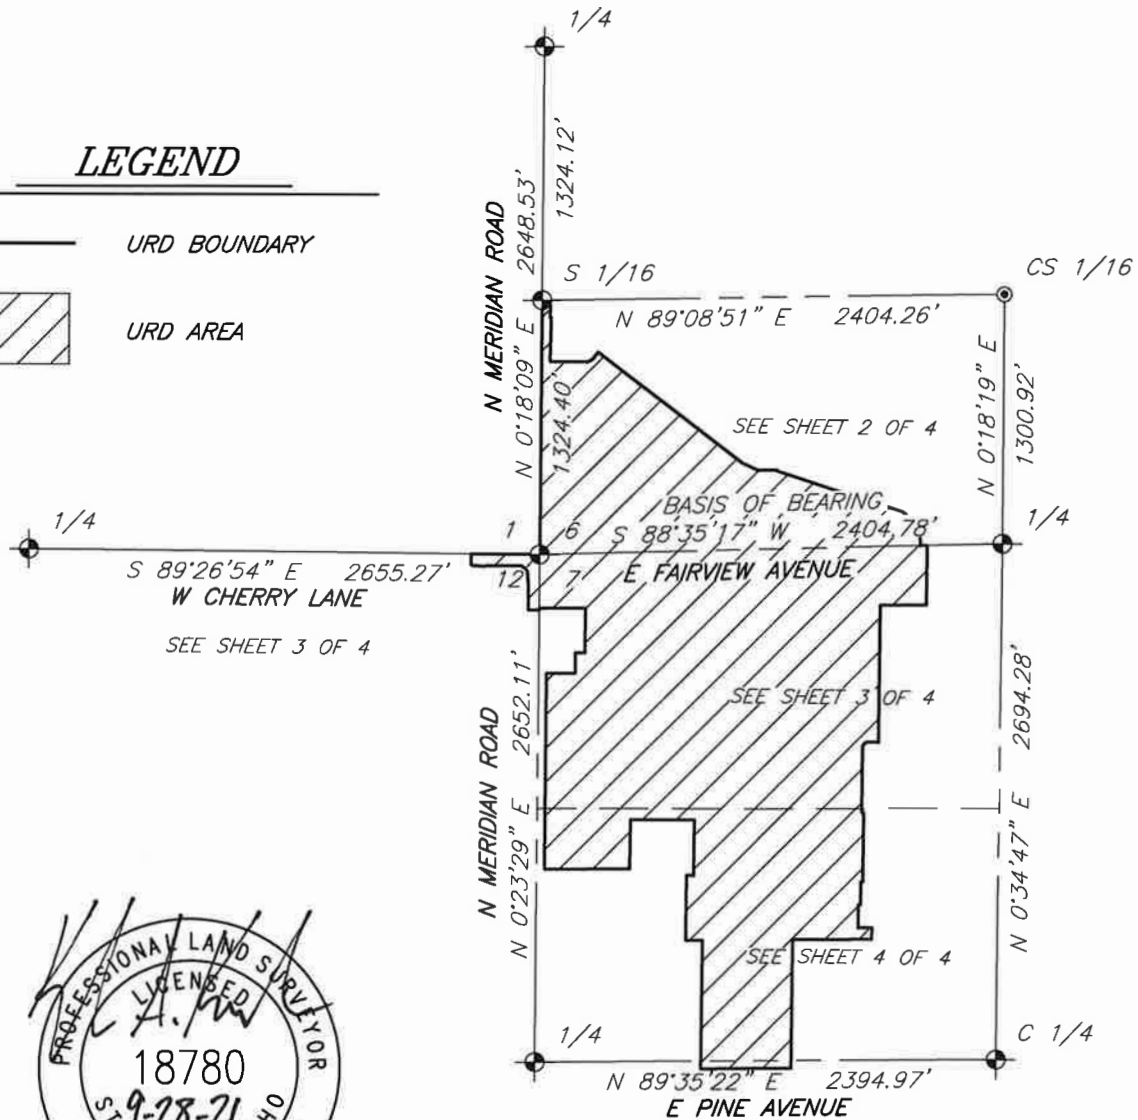 1/4
LEGEND
URD BOUNDARY
URD AREA
N MERIDIAN ROAD
N 0°18'09" E 2648.53'
1324.12'
S 1/16
CS 1/16
N 89°08'51" E 2404.26'
1324.40'
SEE SHEET 2 OF 4
N 0°18'19" E
1300.92'
BASIS OF BEARING
S 88°35'17" W 2404.78'
1/4
1/4
1 6
12 7
S 89°26'54" E 2655.27'
W CHERRY LANE
E FAIRVIEW AVENUE
SEE SHEET 3 OF 4
SEE SHEET 3 OF 4
N MERIDIAN ROAD
N 0°23'29" E 2652.11'
N 0°34'47" E 2694.28'
SEE SHEET 4 OF 4
1/4
C 1/4
N 89°35'22" E 2394.97'
E PINE AVENUE
PROFESSIONAL LAND SURVEYOR
LICENSED
18780
9-28-21